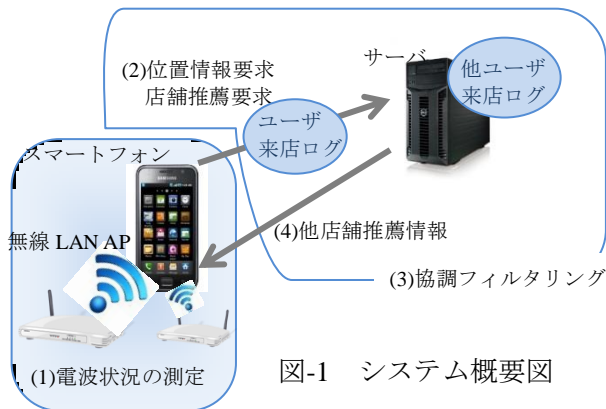 サーバ
(2)位置情報要求
店舗推薦要求
他ユーザ
来店ログ
ユーザ
来店ログ
スマートフォン
無線 LAN AP
(4)他店舗推薦情報
(3)協調フィルタリング
(1)電波状況の測定
図-1 システム概要図